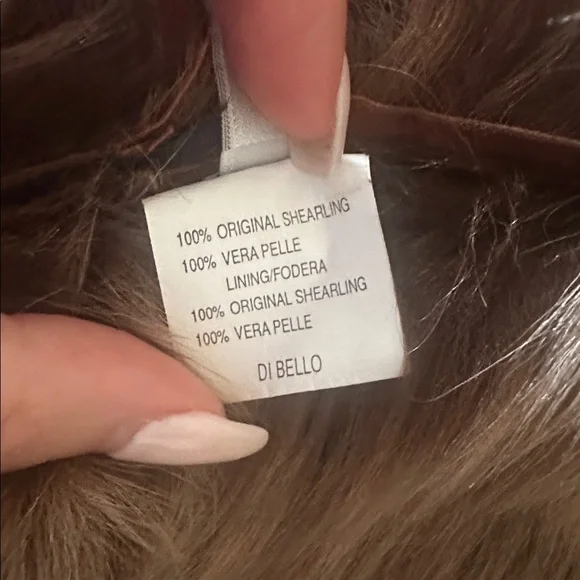 100% ORIGINAL SHEARLING
100% VERA PELLE
LINING/FODERA
100% ORIGINAL SHEARLING
100% VERA PELLE
DI BELLO